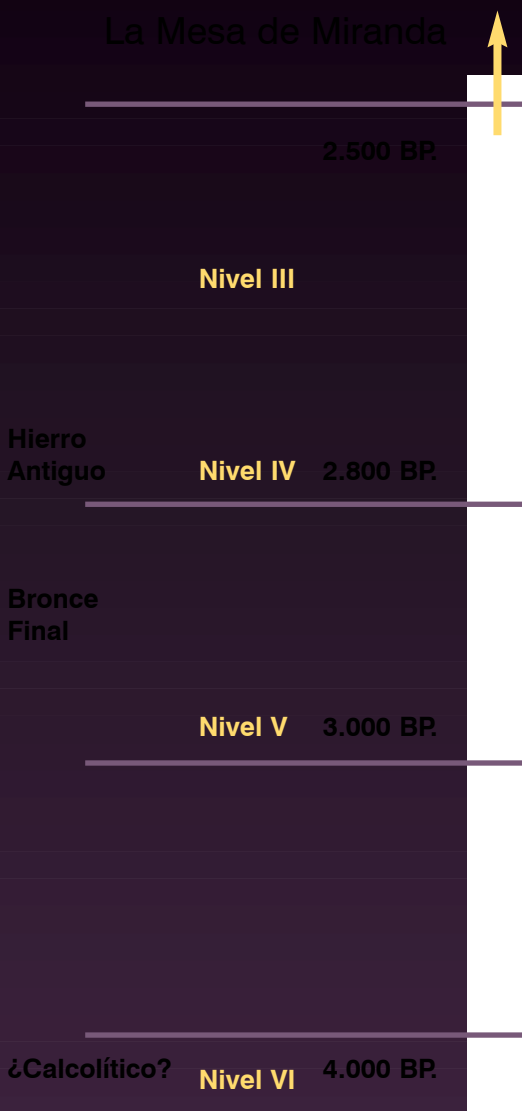 La Mesa de Miranda
2.500 BP.
Nivel III
Hierro
Antiguo
Nivel IV
2.800 BP.
Bronce
Final
Nivel V
3.000 BP.
¿Calcolítico?
Nivel VI
4.000 BP.